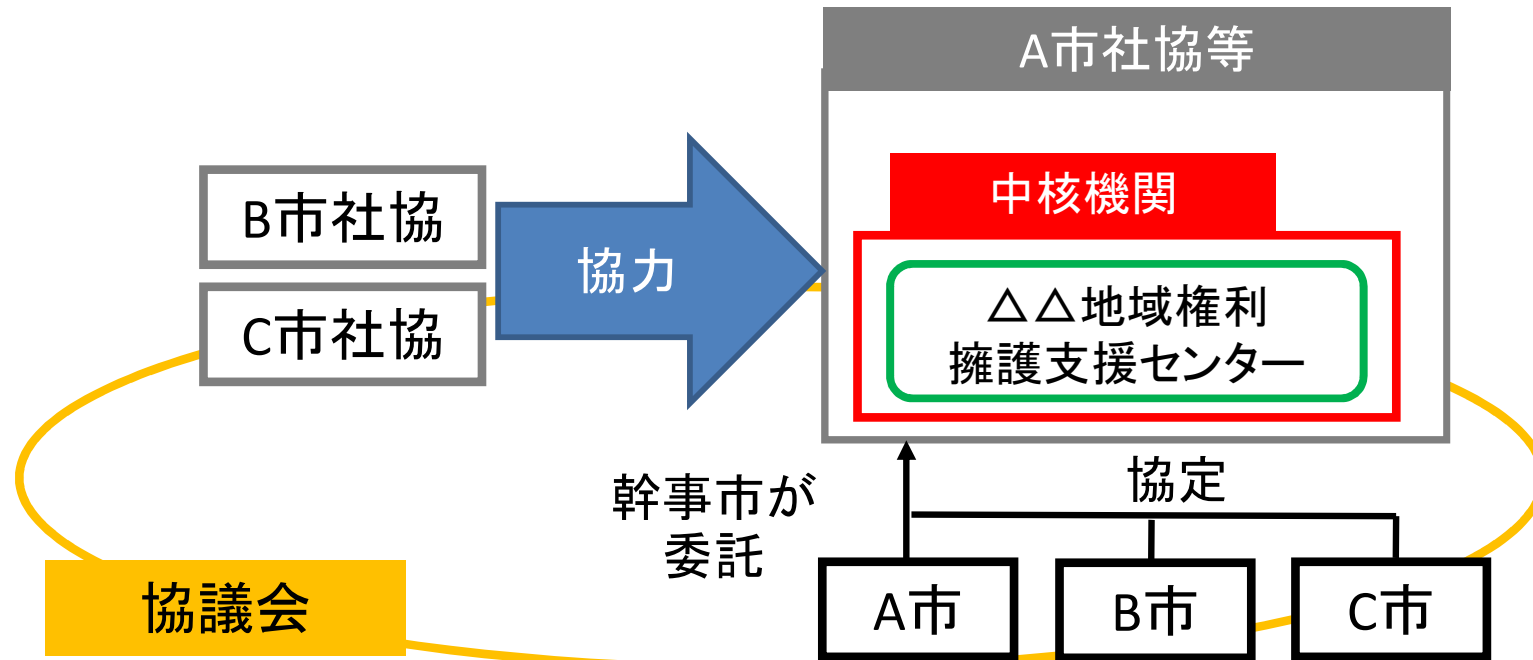 A市社協等
中核機関
B市社協
協力
C市社協
△△地域権利
擁護支援センター
幹事市が
委託
協定
協議会
A市
B市
C市